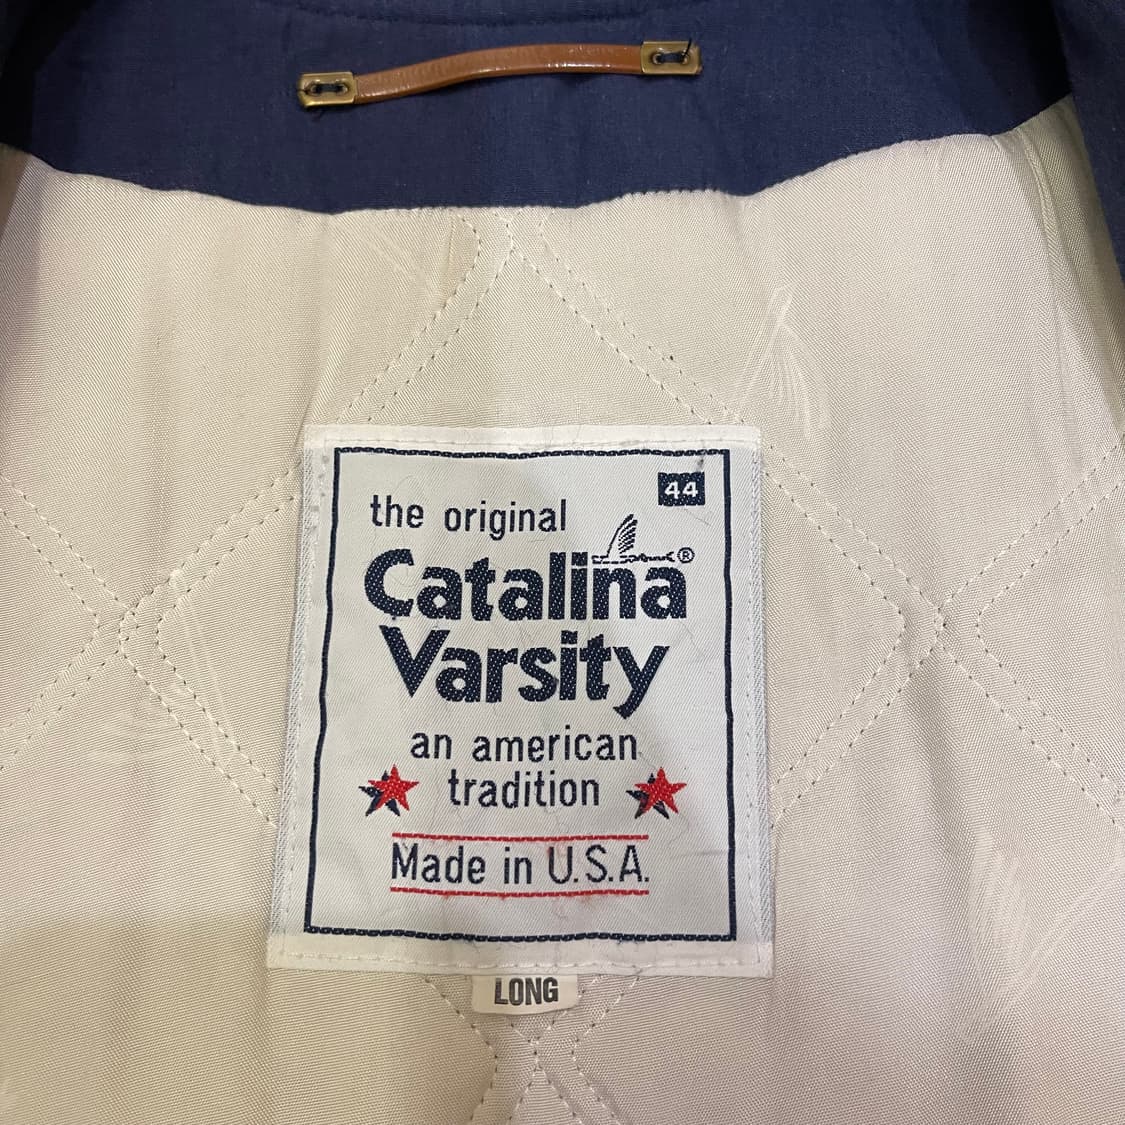 44
the original
Catalina®
Varsity
an american
tradition
Made in U.S.A.
LONG